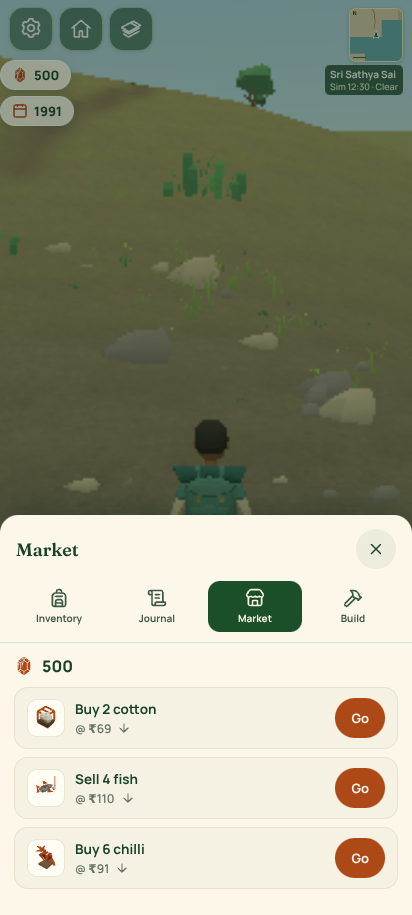 N
500
Sri Sathya Sai
Sim 12:30 · Clear
1991
Market
Inventory
Journal
Market
Build
500
Buy 2 cotton
@ ₹69 ↓
Go
Sell 4 fish
@ ₹110 ↓
Go
Buy 6 chilli
@ ₹91 ↓
Go